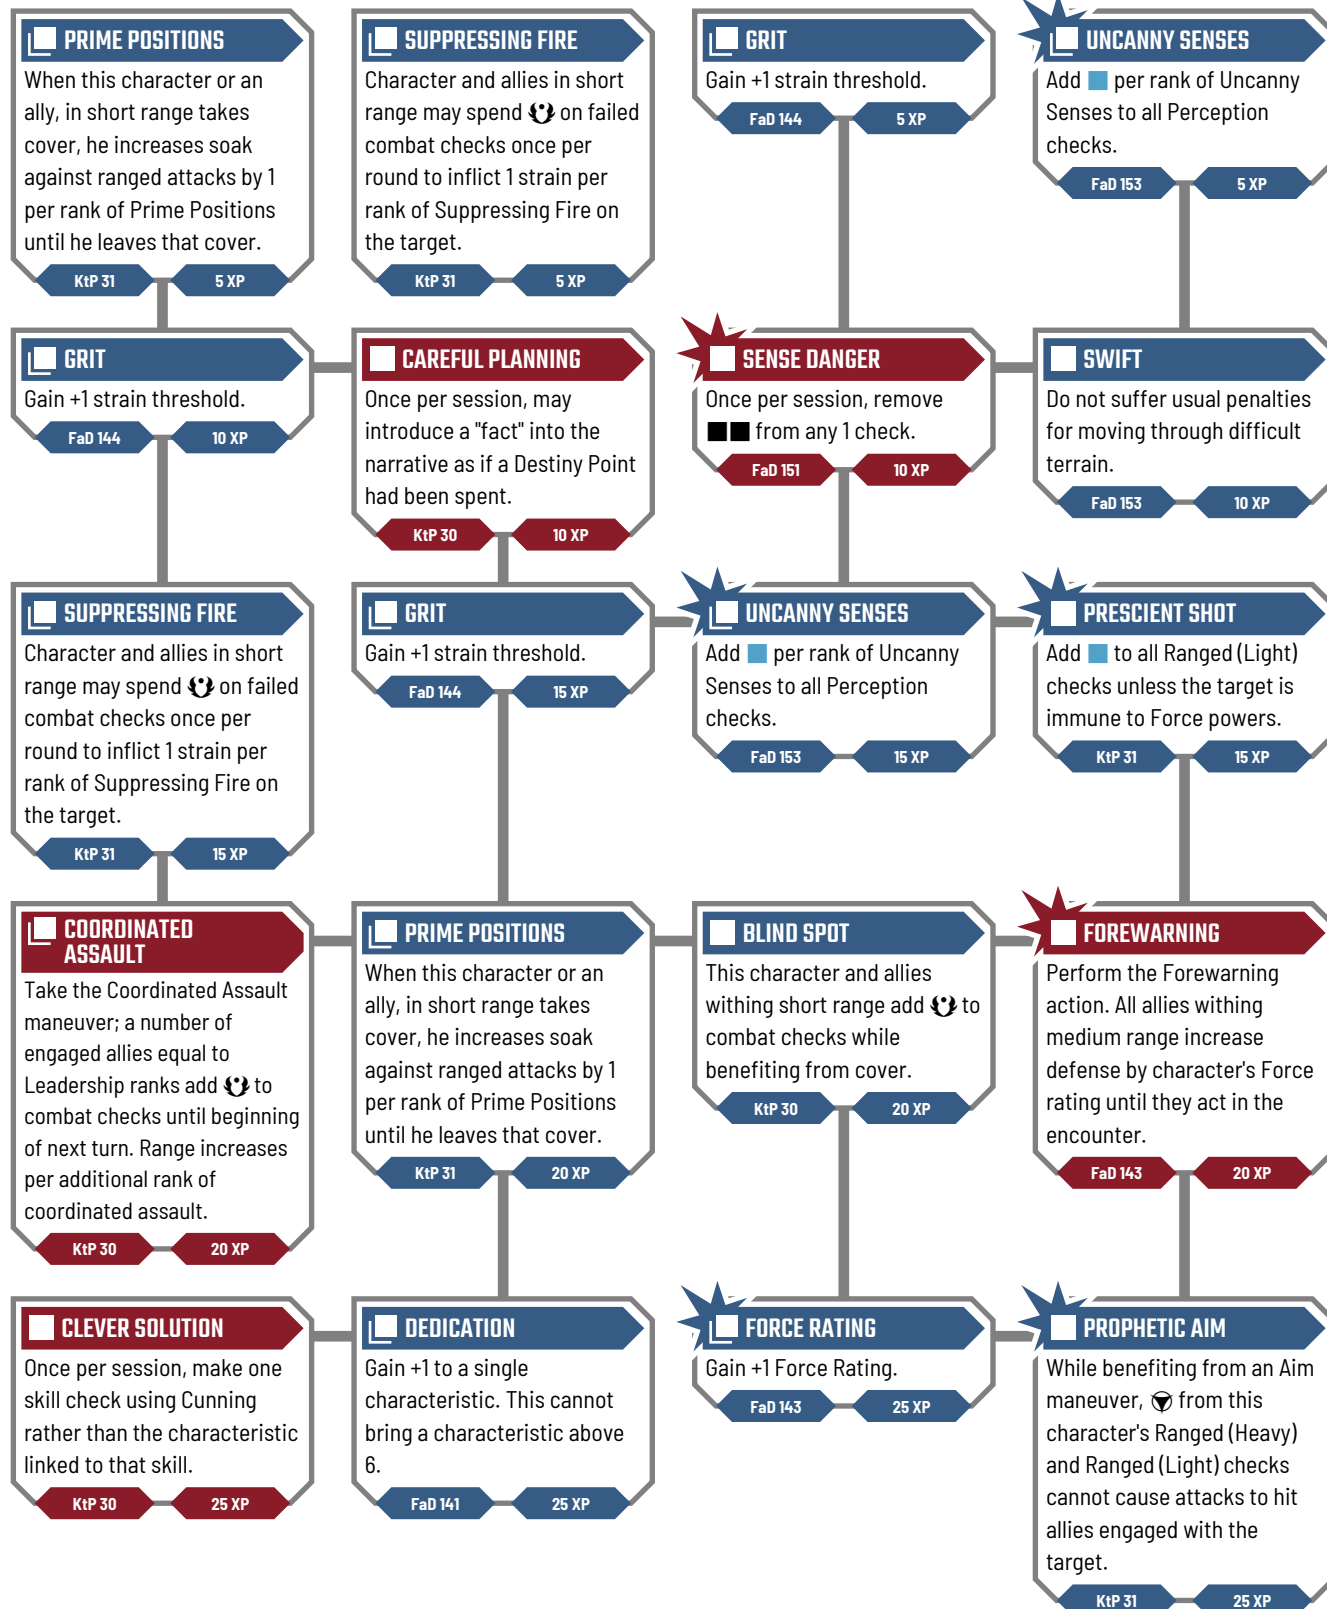 PRIME POSITIONS
When this character or an
ally, in short range takes
cover, he increases soak
against ranged attacks by 1
per rank of Prime Positions
until he leaves that cover.
KtP 31 5 XP
SUPPRESSING FIRE
Character and allies in short
range may spend on failed
combat checks once per
round to inflict 1 strain per
rank of Suppressing Fire on
the target.
KtP 31 5 XP
GRIT
Gain +1 strain threshold.
FaD 144 5 XP
UNCANNY SENSES
Add per rank of Uncanny
Senses to all Perception
checks.
FaD 153 5 XP
GRIT
Gain +1 strain threshold.
FaD 144 10 XP
CAREFUL PLANNING
Once per session, may
introduce a "fact" into the
narrative as if a Destiny Point
had been spent.
KtP 30 10 XP
SENSE DANGER
Once per session, remove
from any 1 check.
FaD 151 10 XP
SWIFT
Do not suffer usual penalties
for moving through difficult
terrain.
FaD 153 10 XP
SUPPRESSING FIRE
Character and allies in short
range may spend on failed
combat checks once per
round to inflict 1 strain per
rank of Suppressing Fire on
the target.
KtP 31 15 XP
GRIT
Gain +1 strain threshold.
FaD 144 15 XP
UNCANNY SENSES
Add per rank of Uncanny
Senses to all Perception
checks.
FaD 153 15 XP
PRESCIENT SHOT
Add to all Ranged (Light)
checks unless the target is
immune to Force powers.
KtP 31 15 XP
COORDINATED
ASSAULT
Take the Coordinated Assault
maneuver; a number of
engaged allies equal to
Leadership ranks add to
combat checks until beginning
of next turn. Range increases
per additional rank of
coordinated assault.
KtP 30 20 XP
PRIME POSITIONS
When this character or an
ally, in short range takes
cover, he increases soak
against ranged attacks by 1
per rank of Prime Positions
until he leaves that cover.
KtP 31 20 XP
BLIND SPOT
This character and allies
withing short range add to
combat checks while
benefiting from cover.
KtP 30 20 XP
FOREWARNING
Perform the Forewarning
action. All allies withing
medium range increase
defense by character's Force
rating until they act in the
encounter.
FaD 143 20 XP
CLEVER SOLUTION
Once per session, make one
skill check using Cunning
rather than the characteristic
linked to that skill.
KtP 30 25 XP
DEDICATION
Gain +1 to a single
characteristic. This cannot
bring a characteristic above
6.
FaD 141 25 XP
FORCE RATING
Gain +1 Force Rating.
FaD 143 25 XP
PROPHETIC AIM
While benefiting from an Aim
maneuver, from this
character's Ranged (Heavy)
and Ranged (Light) checks
cannot cause attacks to hit
allies engaged with the
target.
KtP 31 25 XP